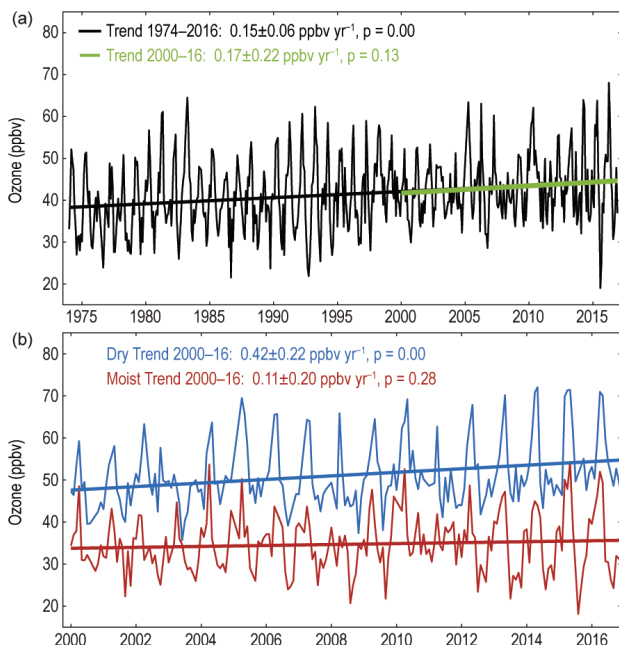 (a)
Trend 1974–2016: 0.15±0.06 ppbv yr⁻¹, p = 0.00
Trend 2000–16: 0.17±0.22 ppbv yr⁻¹, p = 0.13
Ozone (ppbv)
80
70
60
50
40
30
20
1975 1980 1985 1990 1995 2000 2005 2010 2015
(b)
Dry Trend 2000–16: 0.42±0.22 ppbv yr⁻¹, p = 0.00
Moist Trend 2000–16: 0.11±0.20 ppbv yr⁻¹, p = 0.28
Ozone (ppbv)
80
70
60
50
40
30
20
2000 2002 2004 2006 2008 2010 2012 2014 2016